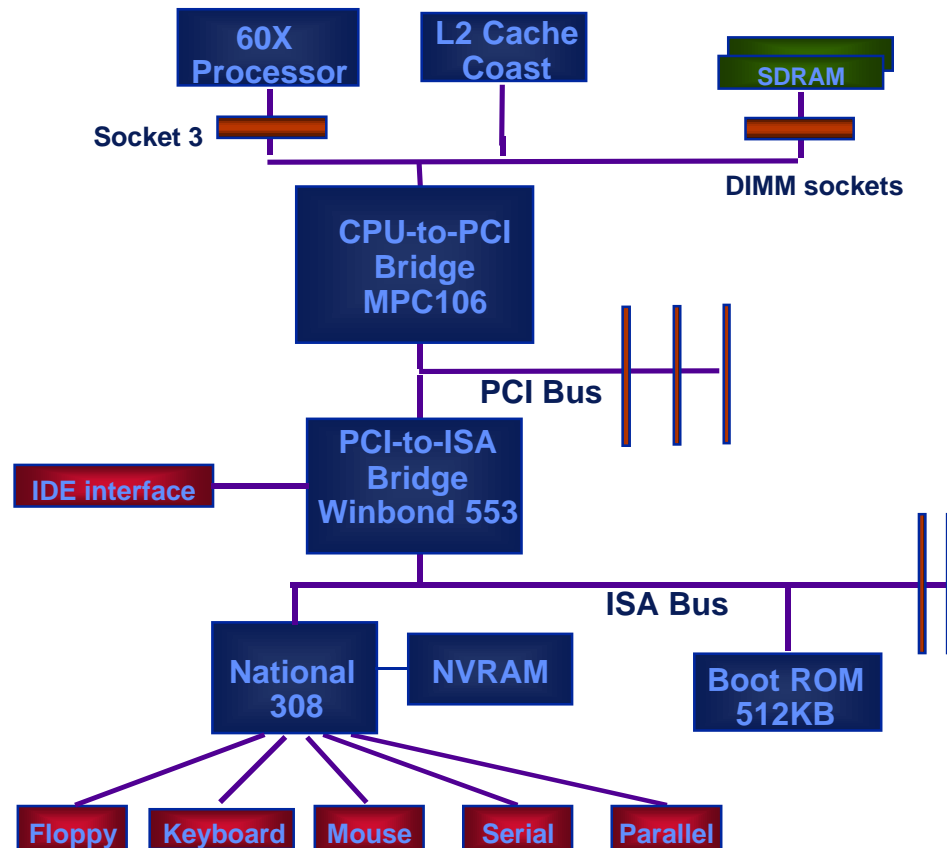 60X
Processor
L2 Cache
Coast
SDRAM
Socket 3
DIMM sockets
CPU-to-PCI
Bridge
MPC106
PCI Bus
PCI-to-ISA
Bridge
Winbond 553
IDE interface
ISA Bus
National
308
NVRAM
Boot ROM
512KB
Floppy
Keyboard
Mouse
Serial
Parallel